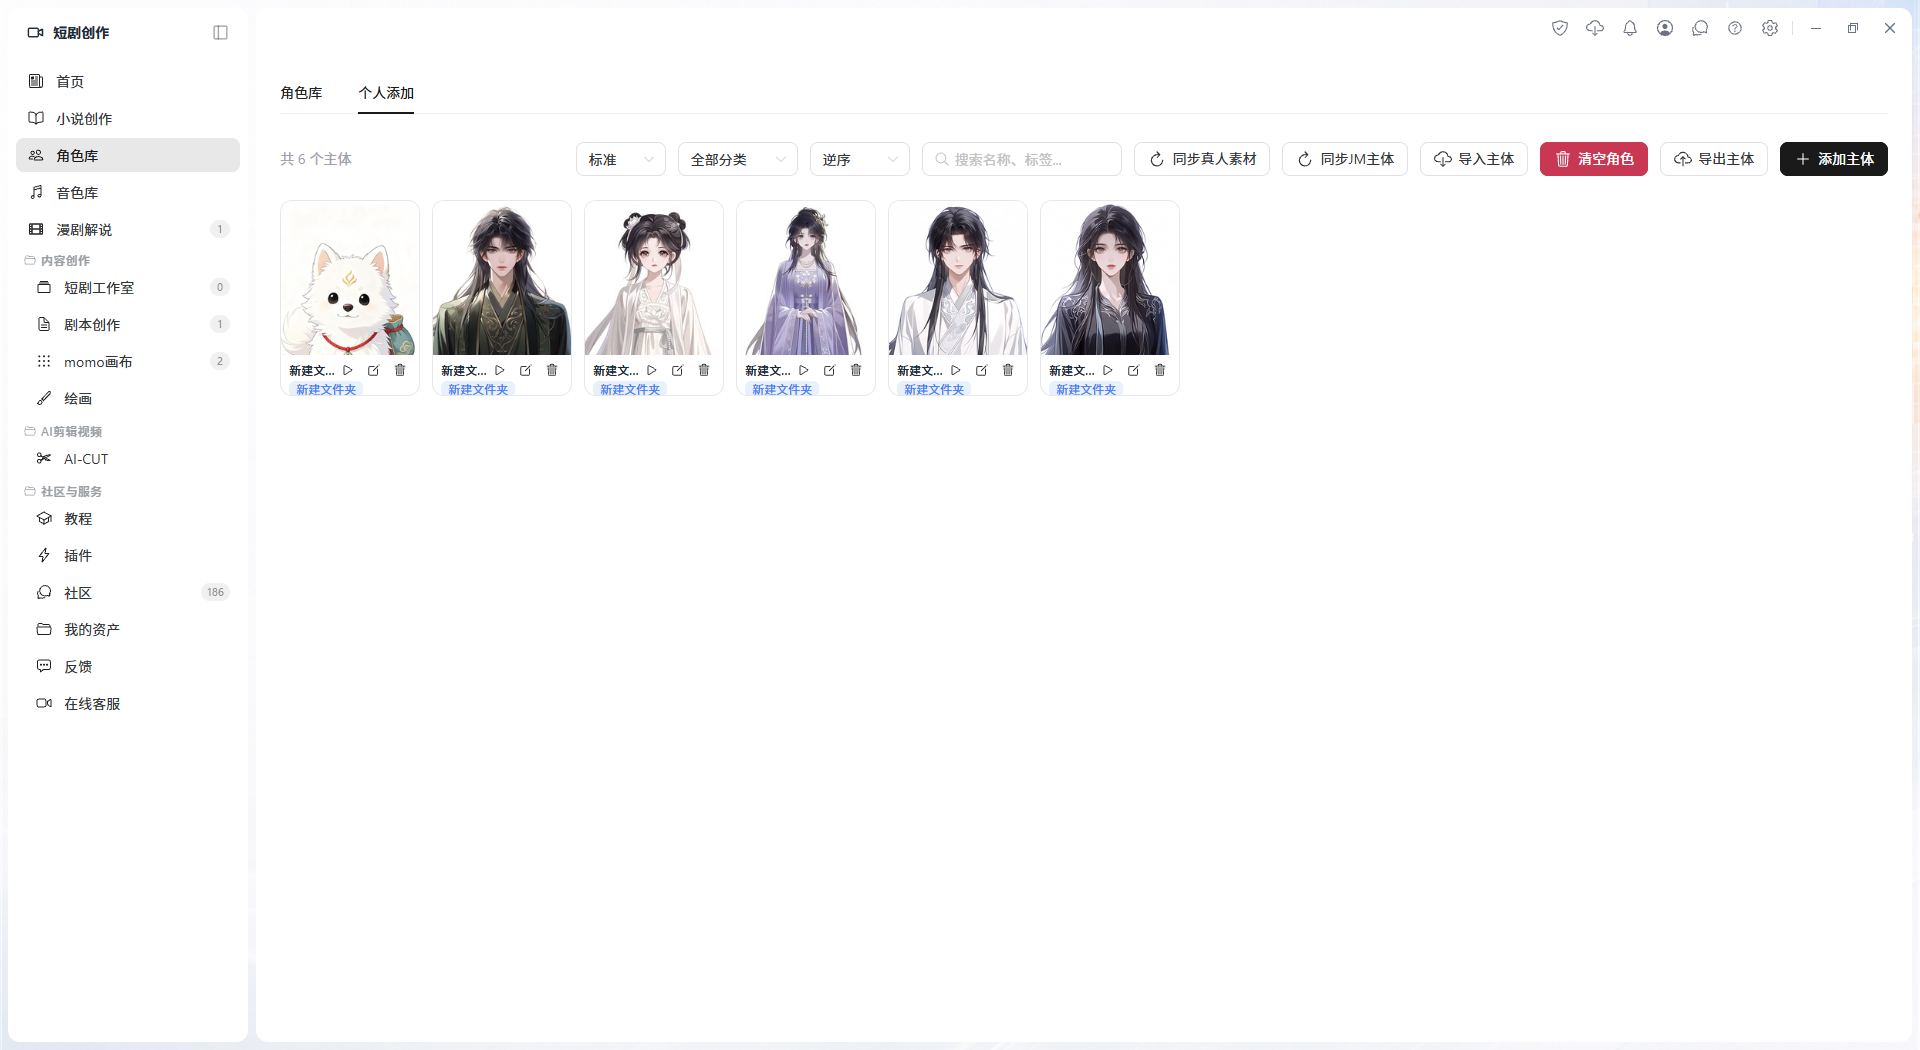 短剧创作
首页
小说创作
角色库
音色库
漫剧解说 1
内容创作
短剧工作室 0
剧本创作 1
momo画布 2
绘画
AI剪辑视频
AI-CUT
社区与服务
教程
插件
社区 186
我的资产
反馈
在线客服
角色库 个人添加
共 6 个主体 标准 全部分类 逆序 搜索名称、标签... 同步真人素材 同步JM主体 导入主体 清空角色 导出主体 添加主体
新建文... 新建文... 新建文... 新建文... 新建文... 新建文...
新建文件夹 新建文件夹 新建文件夹 新建文件夹 新建文件夹 新建文件夹